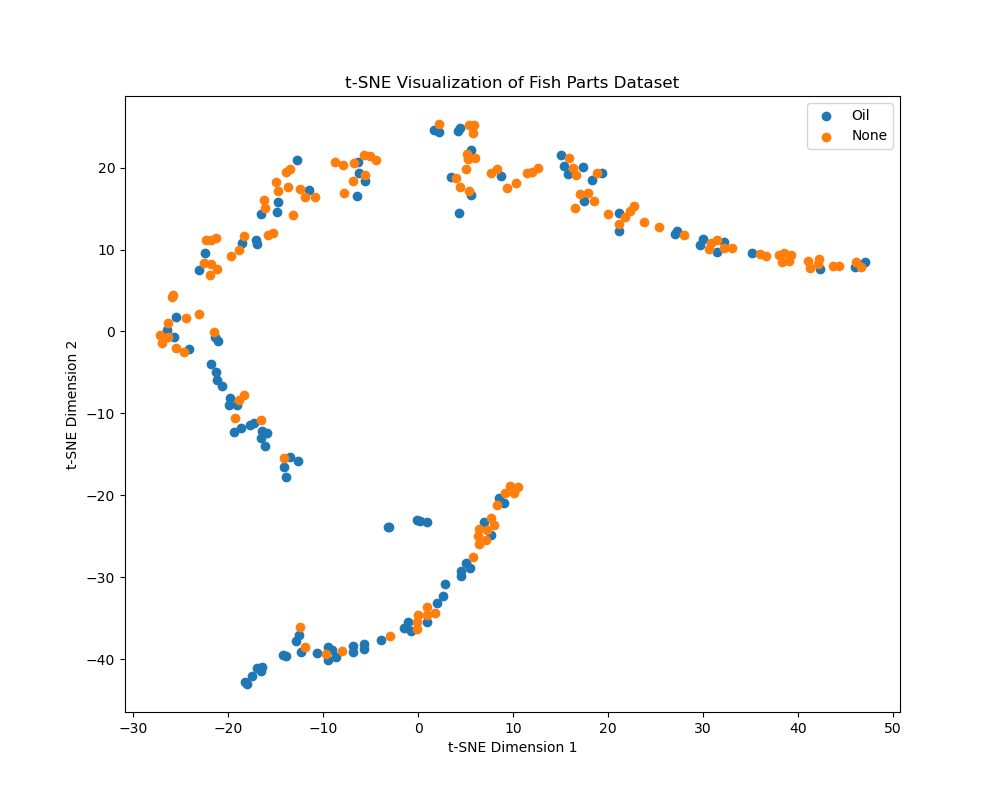 t-SNE Visualization of Fish Parts Dataset
Oil
None
20
10
0
−10
−20
−30
−40
t-SNE Dimension 2
−30 −20 −10 0 10 20 30 40 50
t-SNE Dimension 1